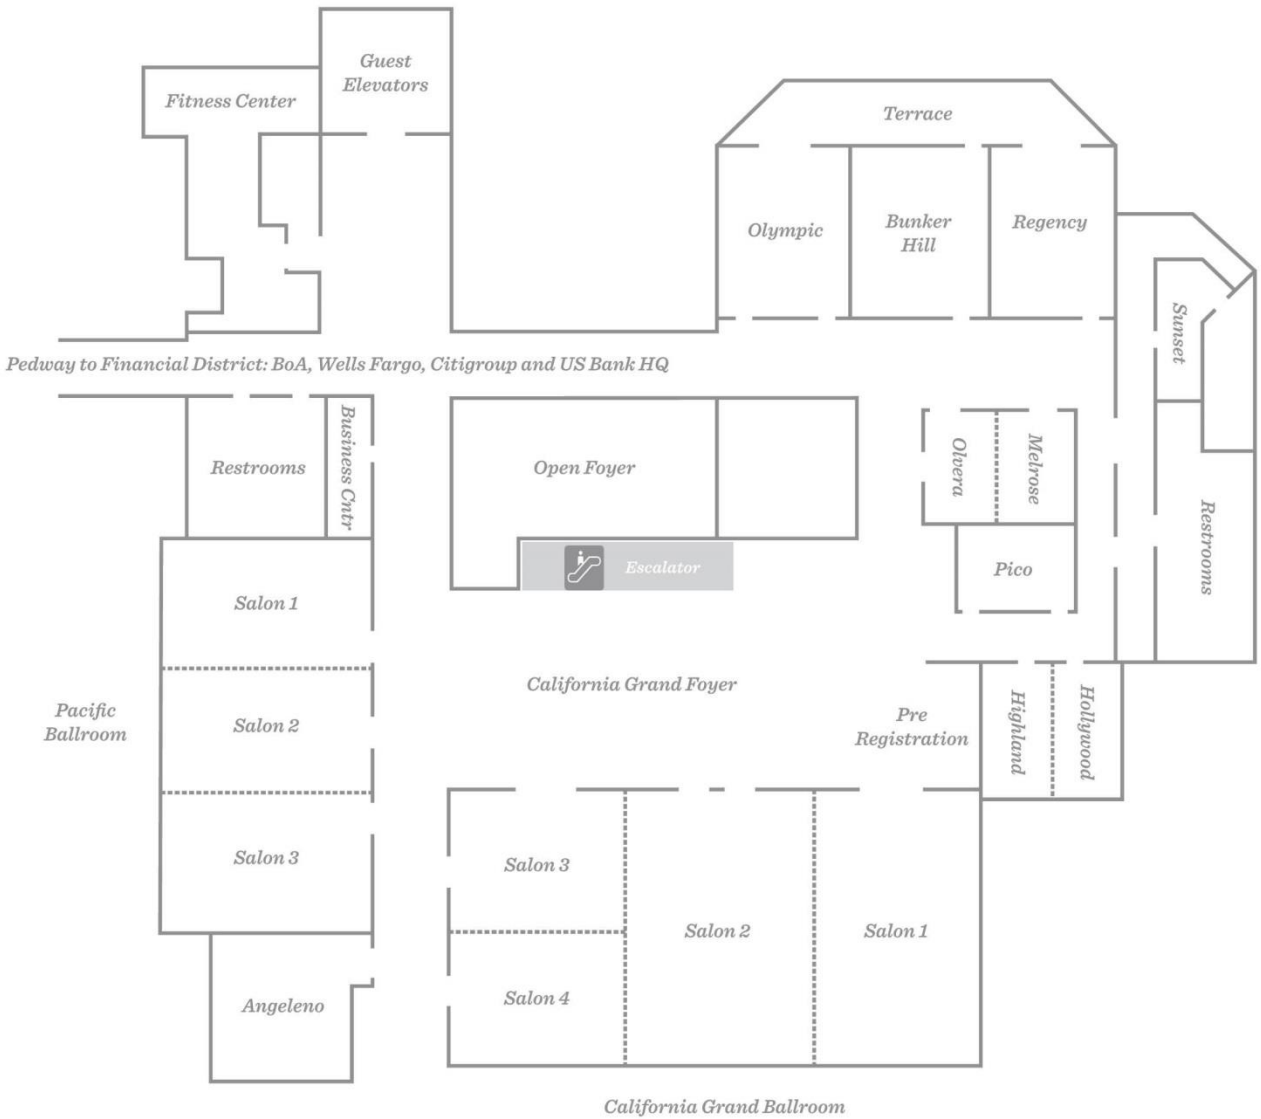 Guest
Elevators
Fitness Center
Terrace
Olympic
Bunker
Hill
Regency
Sunset
Pedway to Financial District: BoA, Wells Fargo, Citigroup and US Bank HQ
Restrooms
Business Cntr
Open Foyer
Olvera
Melrose
Restrooms
Escalator
Pico
Salon 1
Salon 2
Salon 3
Pacific
Ballroom
California Grand Foyer
Pre
Registration
Highland
Hollywood
Salon 3
Salon 2
Salon 1
Salon 4
Angeleno
California Grand Ballroom